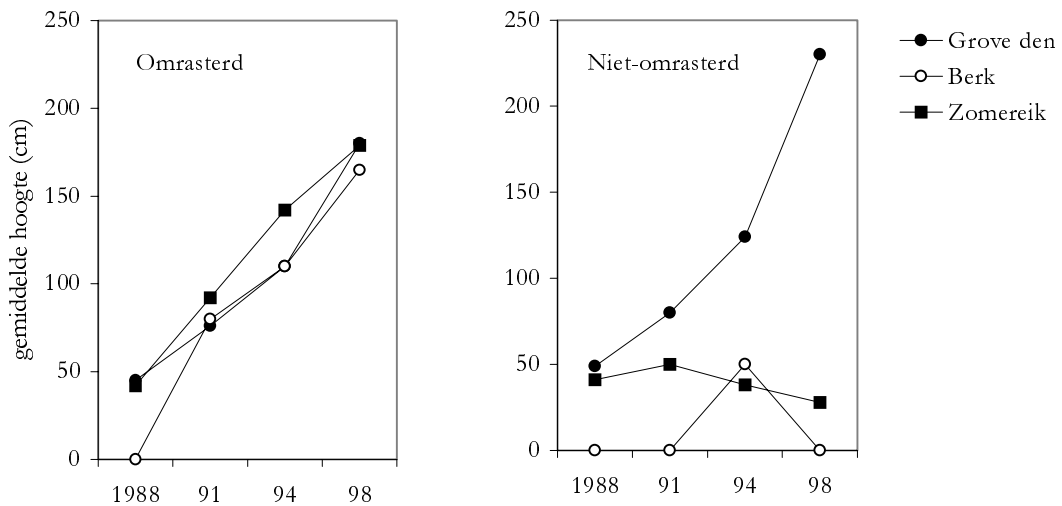 250
200
150
100
50
0
gemiddelde hoogte (cm)
Omrasterd
1988 91 94 98
250
200
150
100
50
0
Niet-omrasterd
1988 91 94 98
Grove den
Berk
Zomereik